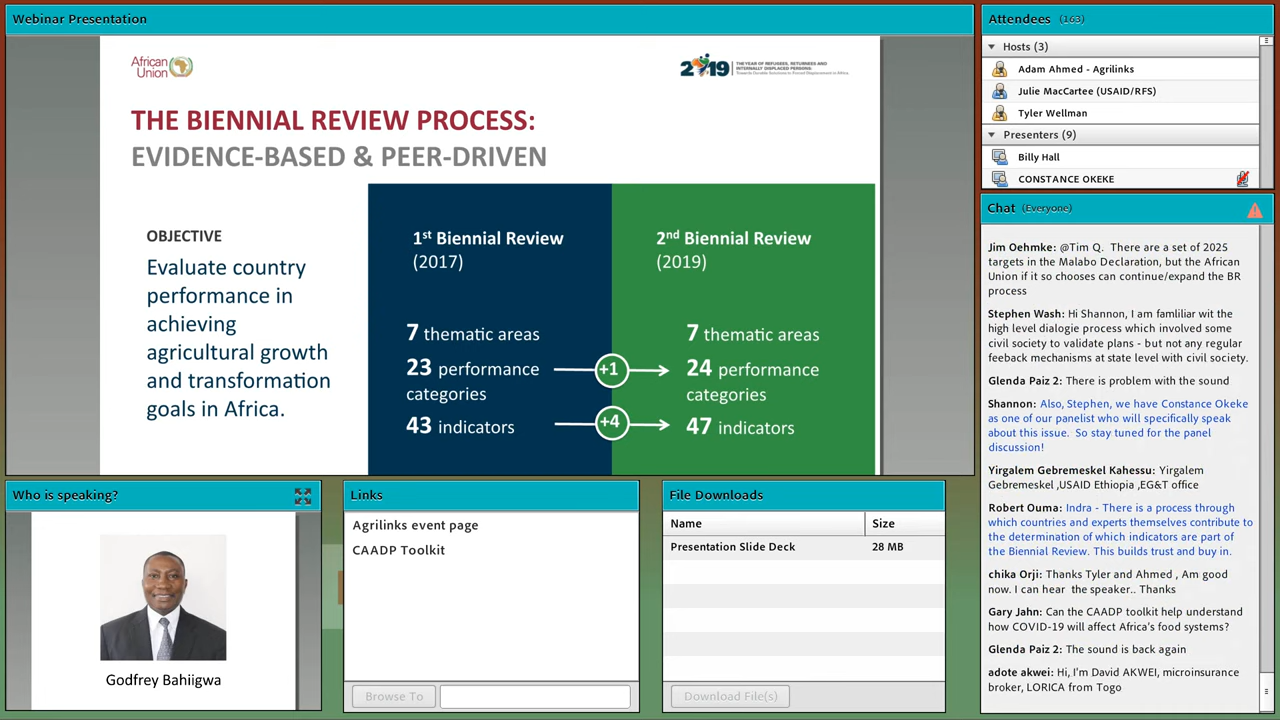 Webinar Presentation
African
Union
2019
THE YEAR OF REFUGEES, RETURNEES AND
INTERNALLY DISPLACED PERSONS:
Towards Durable Solutions to Forced Displacement in Africa.
THE BIENNIAL REVIEW PROCESS:
EVIDENCE-BASED & PEER-DRIVEN
OBJECTIVE
Evaluate country
performance in
achieving
agricultural growth
and transformation
goals in Africa.
1st Biennial Review
(2017)
7 thematic areas
23 performance
categories
43 indicators
+1
+4
2nd Biennial Review
(2019)
7 thematic areas
24 performance
categories
47 indicators
Who is speaking?
Godfrey Bahiigwa
Links
Agrilinks event page
CAADP Toolkit
Browse To
File Downloads
Name Size
Presentation Slide Deck 28 MB
Download File(s)
Attendees (163)
Hosts (3)
Adam Ahmed - Agrilinks
Julie MacCartee (USAID/RFS)
Tyler Wellman
Presenters (9)
Billy Hall
CONSTANCE OKEKE
Chat (Everyone)
Jim Oehmke: @Tim Q. There are a set of 2025
targets in the Malabo Declaration, but the African
Union if it so chooses can continue/expand the BR
process
Stephen Wash: Hi Shannon, I am famliliar wit the
high level dialogie process which involved some
civil society to validate plans - but not any regular
feeback mechanisms at state level with civil society.
Glenda Paiz 2: There is problem with the sound
Shannon: Also, Stephen, we have Constance Okeke
as one of our panelist who will specifically speak
about this issue. So stay tuned for the panel
discussion!
Yirgalem Gebremeskel Kahessu: Yirgalem
Gebremeskel ,USAID Ethiopia ,EG&T office
Robert Ouma: Indra - There is a process through
which countries and experts themselves contribute to
the determination of which indicators are part of
the Biennial Review. This builds trust and buy in.
chika Orji: Thanks Tyler and Ahmed , Am good
now. I can hear the speaker.. Thanks
Gary Jahn: Can the CAADP toolkit help understand
how COVID-19 will affect Africa's food systems?
Glenda Paiz 2: The sound is back again
adote akwei: Hi, I'm David AKWEI, microinsurance
broker, LORICA from Togo